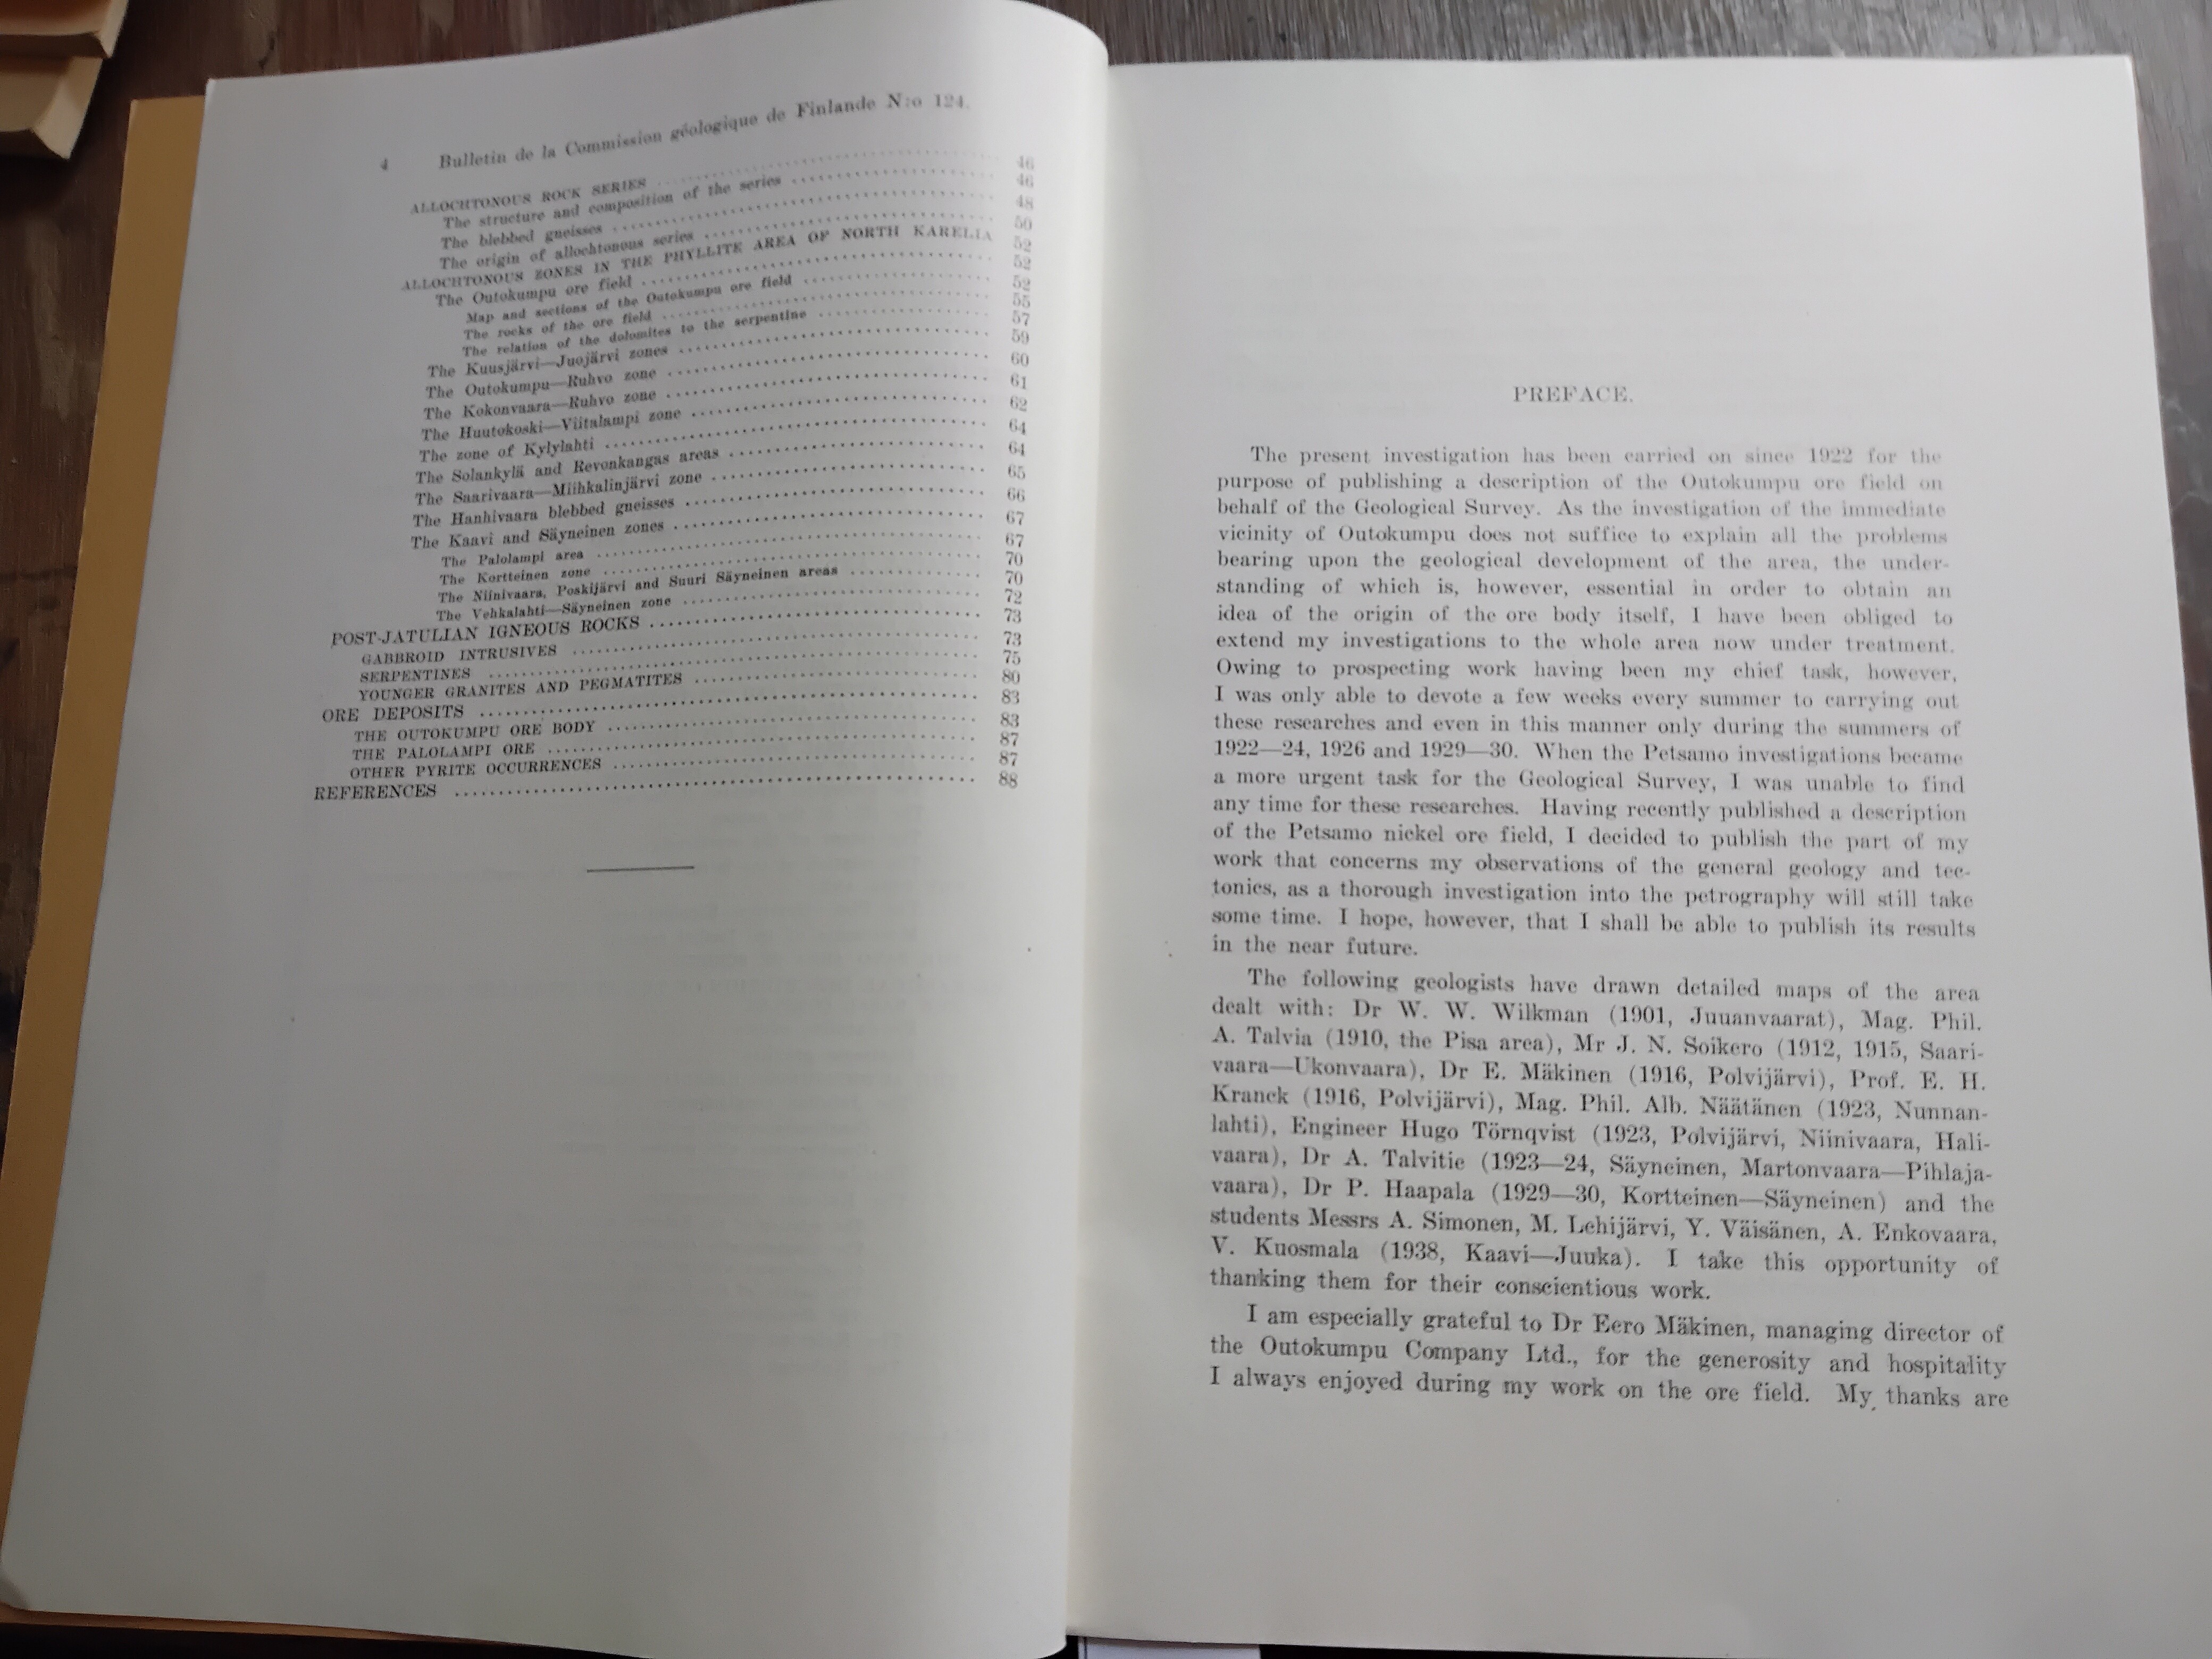 4 Bulletin de la Commission géologique de Finlande N:o 124.
ALLOCHTONOUS ROCK SERIES ........ 46
The structure and composition of the series ........ 46
The blebbed gneisses ........ 48
The origin of allochtonous series ........ 50
ALLOCHTONOUS ZONES IN THE PHYLLITE AREA OF NORTH KARELIA 52
The Outokumpu ore field ........ 52
Map and sections of the Outokumpu ore field ........ 52
The rocks of the ore field ........ 55
The relation of the dolomites to the serpentine ........ 57
The Kuusjärvi—Juojärvi zones ........ 59
The Outokumpu—Ruhvo zone ........ 60
The Kokonvaara—Ruhvo zone ........ 61
The Huutokoski—Viitalampi zone ........ 62
The zone of Kylylahti ........ 64
The Solankylä and Revonkangas areas ........ 64
The Saarivaara—Miihkalinjärvi zone ........ 65
The Hanhivaara blebbed gneisses ........ 66
The Kaavi and Säyneinen zones ........ 67
The Palolampi area ........ 67
The Kortteinen zone ........ 70
The Niinivaara, Poskijärvi and Suuri Säyneinen areas ........ 70
The Vehkalahti—Säyneinen zone ........ 72
POST-JATULIAN IGNEOUS ROCKS ........ 73
GABBROID INTRUSIVES ........ 73
SERPENTINES ........ 75
YOUNGER GRANITES AND PEGMATITES ........ 80
ORE DEPOSITS ........ 83
THE OUTOKUMPU ORE BODY ........ 83
THE PALOLAMPI ORE ........ 87
OTHER PYRITE OCCURRENCES ........ 87
REFERENCES ........ 88
PREFACE.
The present investigation has been carried on since 1922 for the
purpose of publishing a description of the Outokumpu ore field on
behalf of the Geological Survey. As the investigation of the immediate
vicinity of Outokumpu does not suffice to explain all the problems
bearing upon the geological development of the area, the under-
standing of which is, however, essential in order to obtain an
idea of the origin of the ore body itself, I have been obliged to
extend my investigations to the whole area now under treatment.
Owing to prospecting work having been my chief task, however,
I was only able to devote a few weeks every summer to carrying out
these researches and even in this manner only during the summers of
1922—24, 1926 and 1929—30. When the Petsamo investigations became
a more urgent task for the Geological Survey, I was unable to find
any time for these researches. Having recently published a description
of the Petsamo nickel ore field, I decided to publish the part of my
work that concerns my observations of the general geology and tec-
tonics, as a thorough investigation into the petrography will still take
some time. I hope, however, that I shall be able to publish its results
in the near future.
The following geologists have drawn detailed maps of the area
dealt with: Dr W. W. Wilkman (1901, Juuanvaarat), Mag. Phil.
A. Talvia (1910, the Pisa area), Mr J. N. Soikero (1912, 1915, Saari-
vaara—Ukonvaara), Dr E. Mäkinen (1916, Polvijärvi), Prof. E. H.
Kranck (1916, Polvijärvi), Mag. Phil. Alb. Näätänen (1923, Nunnan-
lahti), Engineer Hugo Törnqvist (1923, Polvijärvi, Niinivaara, Hali-
vaara), Dr A. Talvitie (1923—24, Säyneinen, Martonvaara—Pihlaja-
vaara), Dr P. Haapala (1929—30, Kortteinen—Säyneinen) and the
students Messrs A. Simonen, M. Lehijärvi, Y. Väisänen, A. Enkovaara,
V. Kuosmala (1938, Kaavi—Juuka). I take this opportunity of
thanking them for their conscientious work.
I am especially grateful to Dr Eero Mäkinen, managing director of
the Outokumpu Company Ltd., for the generosity and hospitality
I always enjoyed during my work on the ore field. My thanks are